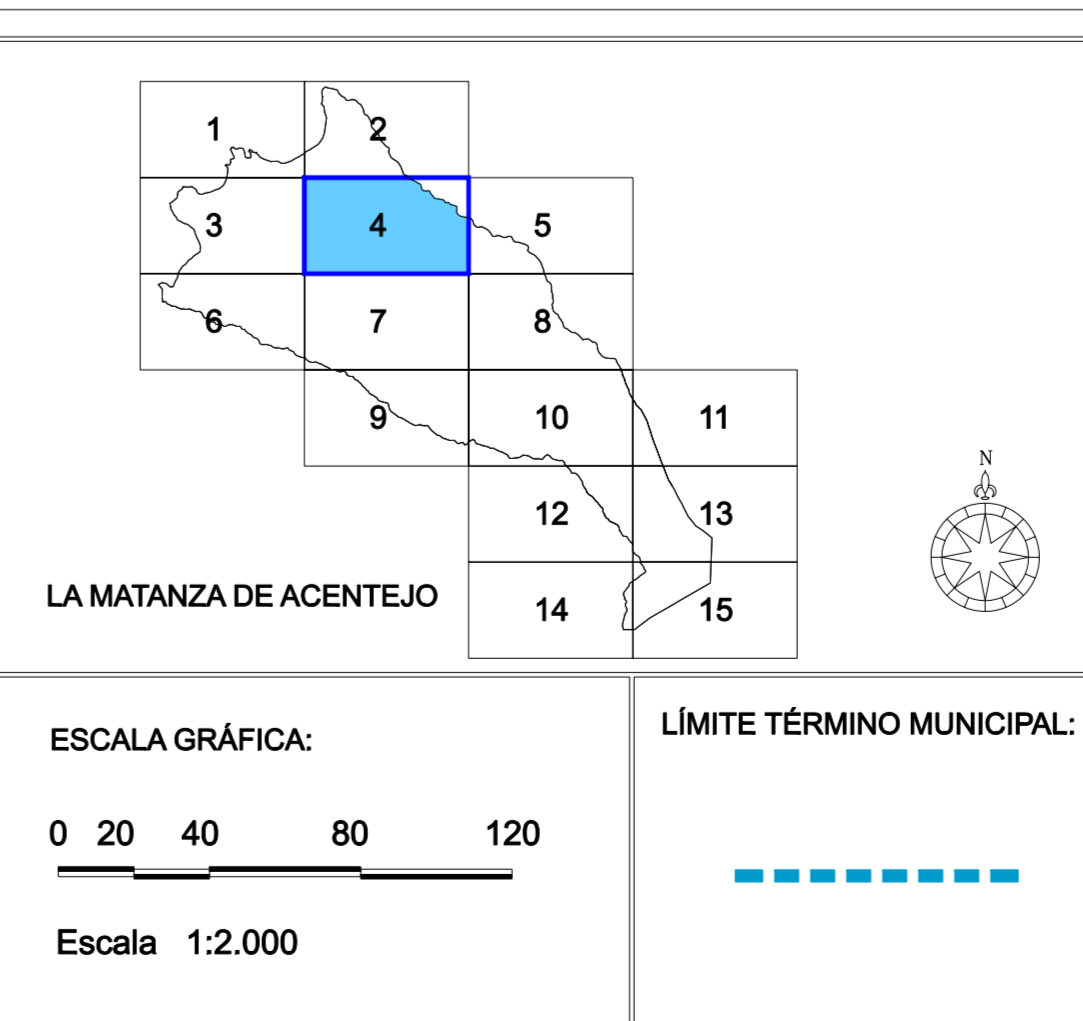 1 2
3 4 5
6 7 8
9 10 11
N
12 13
LA MATANZA DE ACENTEJO
14 15
ESCALA GRÁFICA:
0 20 40 80 120
Escala 1:2.000
LÍMITE TÉRMINO MUNICIPAL: